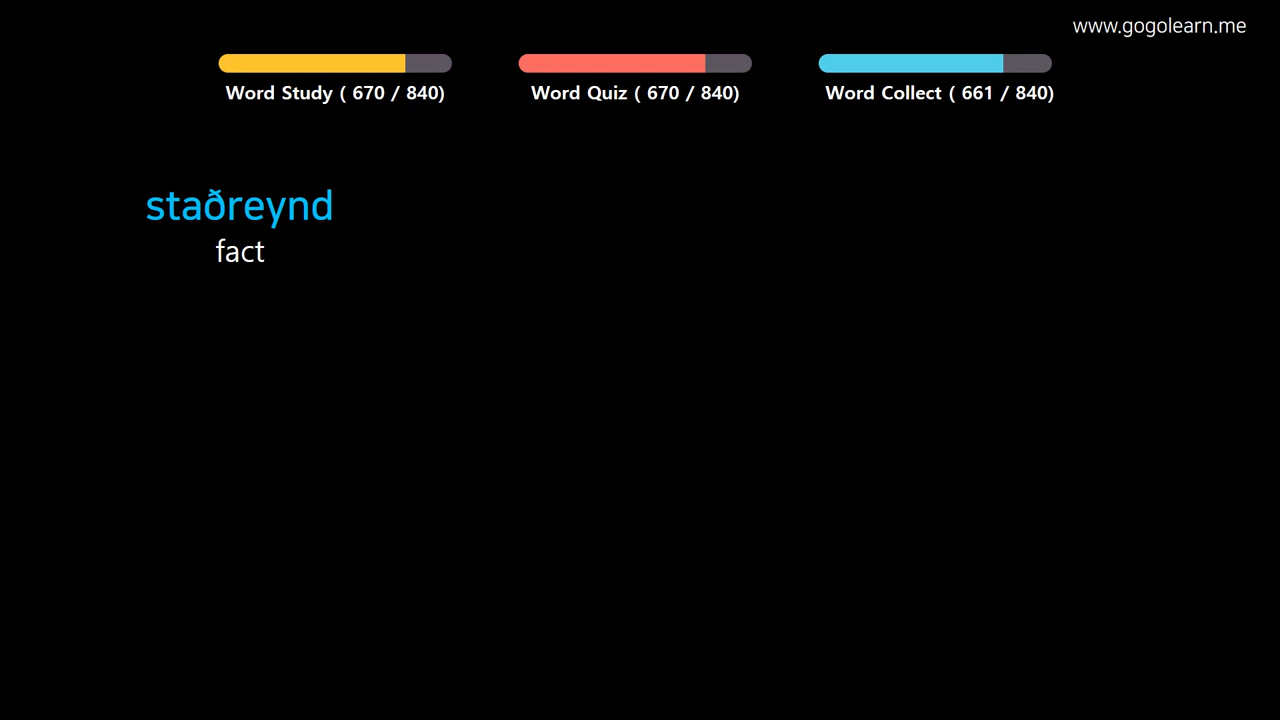 www.gogolearn.me
Word Study ( 670 / 840)
Word Quiz ( 670 / 840)
Word Collect ( 661 / 840)
staðreynd
fact